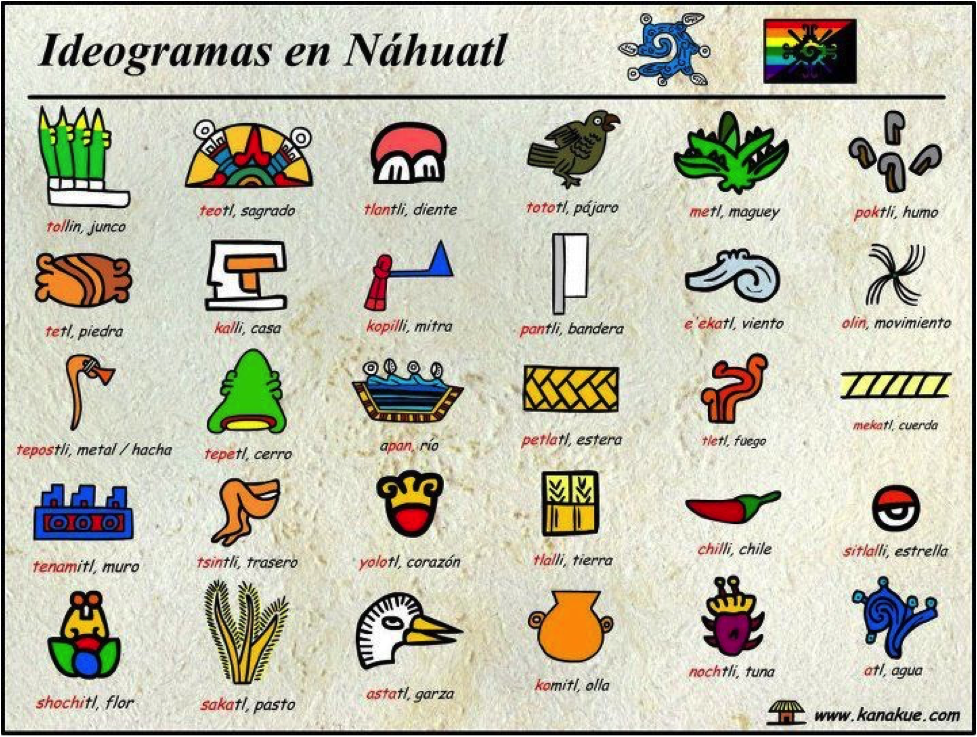 Ideogramas en Náhuatl
tollin, junco
teotl, sagrado
tlantli, diente
tototl, pájaro
metl, maguey
poktli, humo
tetl, piedra
kalli, casa
kopilli, mitra
pantli, bandera
e'ekatl, viento
olin, movimiento
tepostli, metal / hacha
tepetl, cerro
apan, río
petlatl, estera
tletl, fuego
mekatl, cuerda
tenamitl, muro
tsintli, trasero
yolotl, corazón
tlalli, tierra
chilli, chile
sitlalli, estrella
shochitl, flor
sakatl, pasto
astatl, garza
komitl, olla
nochtli, tuna
atl, agua
www.kanakue.com